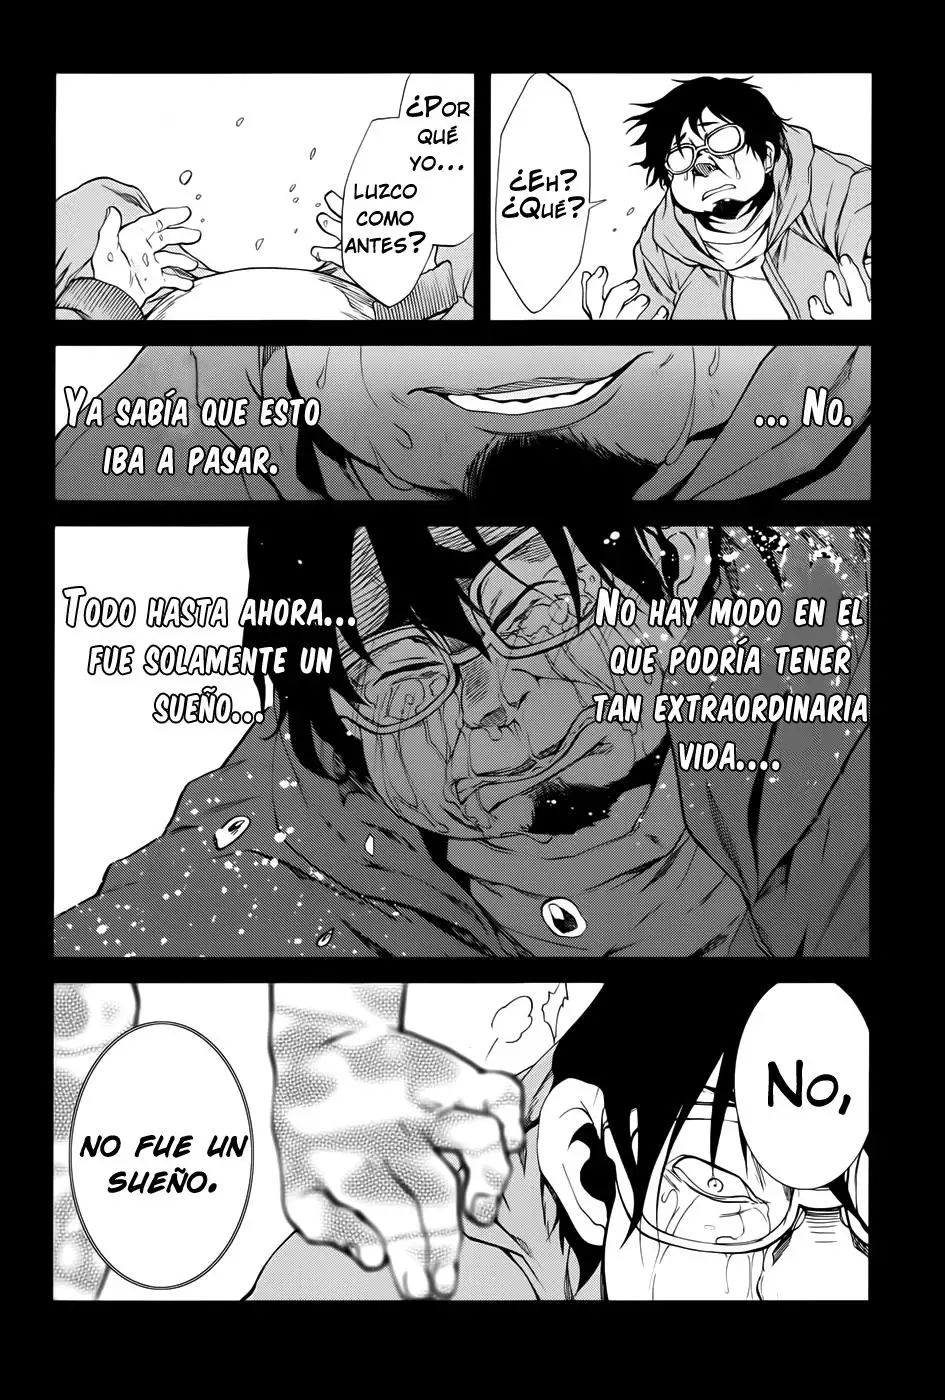 ¿Eh?
¿Qué?
¿Por
qué
yo...
luzco
como
antes?
... No.
Ya sabía que esto
iba a pasar.
No hay modo en el
que podría tener
tan extraordinaria
vida....
Todo hasta ahora...
fue solamente un
sueño...
No,
no fue un
sueño.